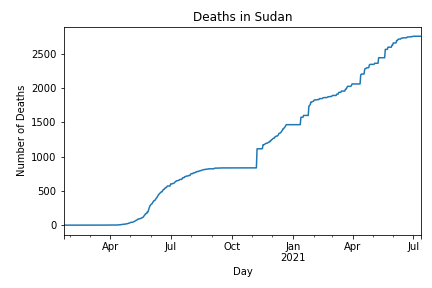 Deaths in Sudan
Number of Deaths
2500
2000
1500
1000
500
0
Apr
Jul
Oct
Jan
2021
Apr
Jul
Day